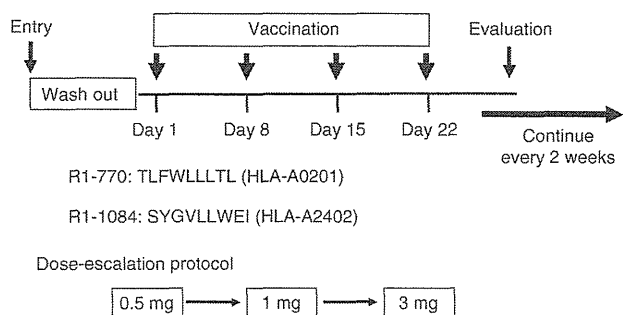 Entry
Vaccination
Evaluation
Wash out
Day 1
Day 8
Day 15
Day 22
Continue
every 2 weeks
R1-770: TLFWLLLTL (HLA-A0201)
R1-1084: SYGVLLWEI (HLA-A2402)
Dose-escalation protocol
0.5 mg
1 mg
3 mg